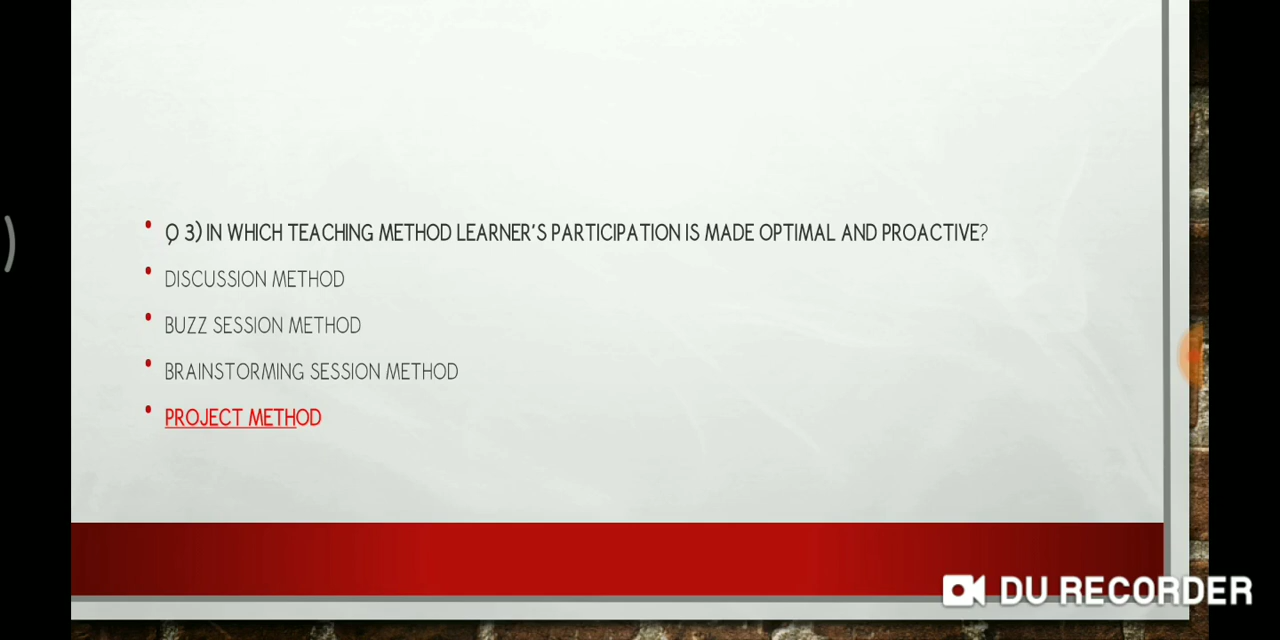 Q 3) IN WHICH TEACHING METHOD LEARNER'S PARTICIPATION IS MADE OPTIMAL AND PROACTIVE?
DISCUSSION METHOD
BUZZ SESSION METHOD
BRAINSTORMING SESSION METHOD
PROJECT METHOD
DU RECORDER